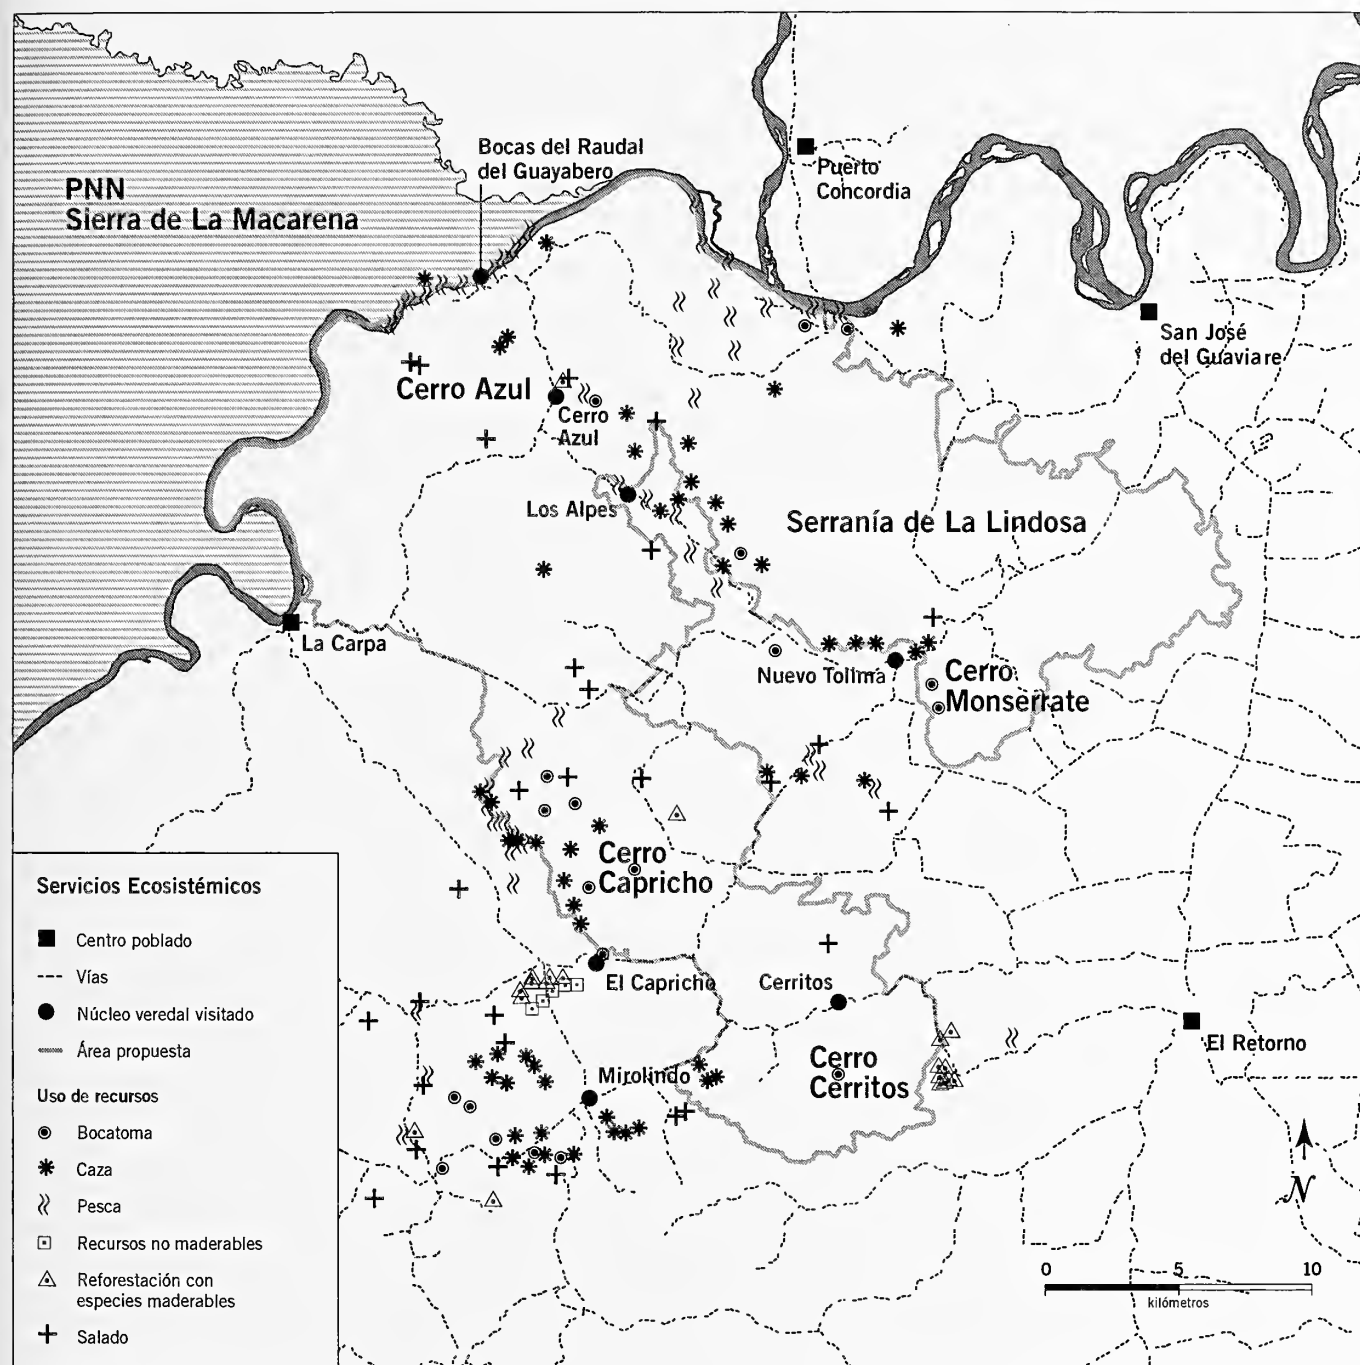 Bocas del Raudal
del Guayabero
PNN
Sierra de La Macarena
Puerto
Concordia
San José
del Guaviare
Cerro Azul
Cerro
Azul
Los Alpes
Serranía de La Lindosa
La Carpa
Nuevo Tolima
Cerro
Monserrate
Cerro
Capricho
El Capricho
Cerritos
El Retorno
Cerro
Cerritos
Mirolindo
Servicios Ecosistémicos
Centro poblado
Vías
Núcleo veredal visitado
Área propuesta
Uso de recursos
Bocatoma
Caza
Pesca
Recursos no maderables
Reforestación con
especies maderables
Salado
N
0 5 10
kilómetros